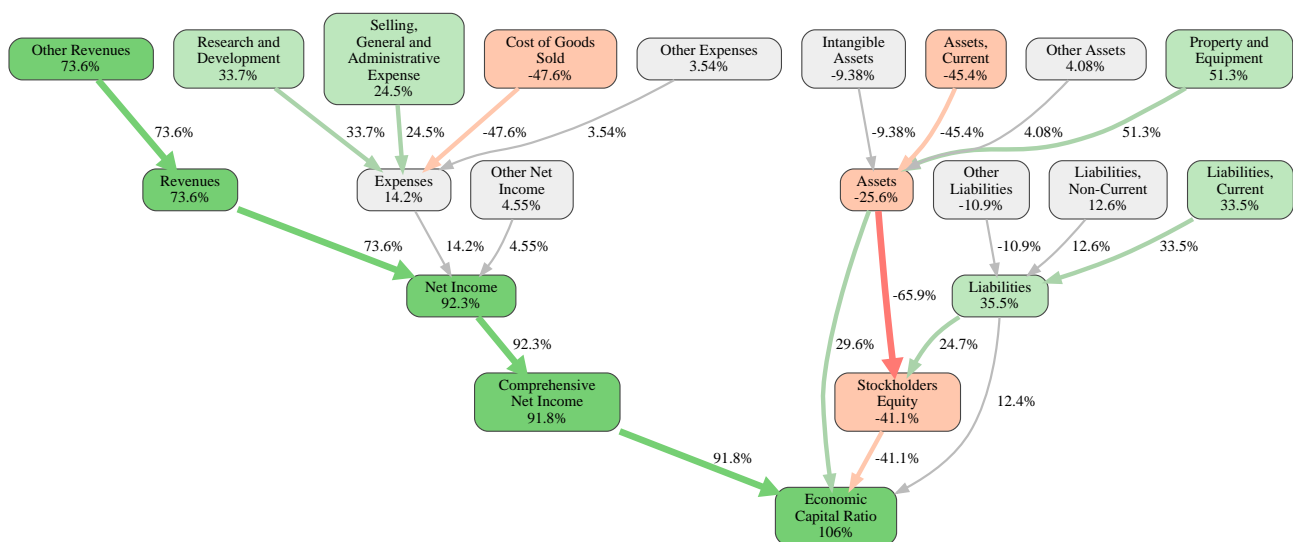 Other Revenues
73.6%
Research and
Development
33.7%
Selling,
General and
Administrative
Expense
24.5%
Cost of Goods
Sold
-47.6%
Other Expenses
3.54%
Intangible
Assets
-9.38%
Assets,
Current
-45.4%
Other Assets
4.08%
Property and
Equipment
51.3%
73.6%
33.7%
24.5%
-47.6%
3.54%
-9.38%
-45.4%
4.08%
51.3%
Revenues
73.6%
Expenses
14.2%
Other Net
Income
4.55%
Assets
-25.6%
Other
Liabilities
-10.9%
Liabilities,
Non-Current
12.6%
Liabilities,
Current
33.5%
73.6%
14.2%
4.55%
-10.9%
12.6%
33.5%
Net Income
92.3%
-65.9%
Liabilities
35.5%
92.3%
29.6%
24.7%
Comprehensive
Net Income
91.8%
Stockholders
Equity
-41.1%
12.4%
91.8%
-41.1%
Economic
Capital Ratio
106%